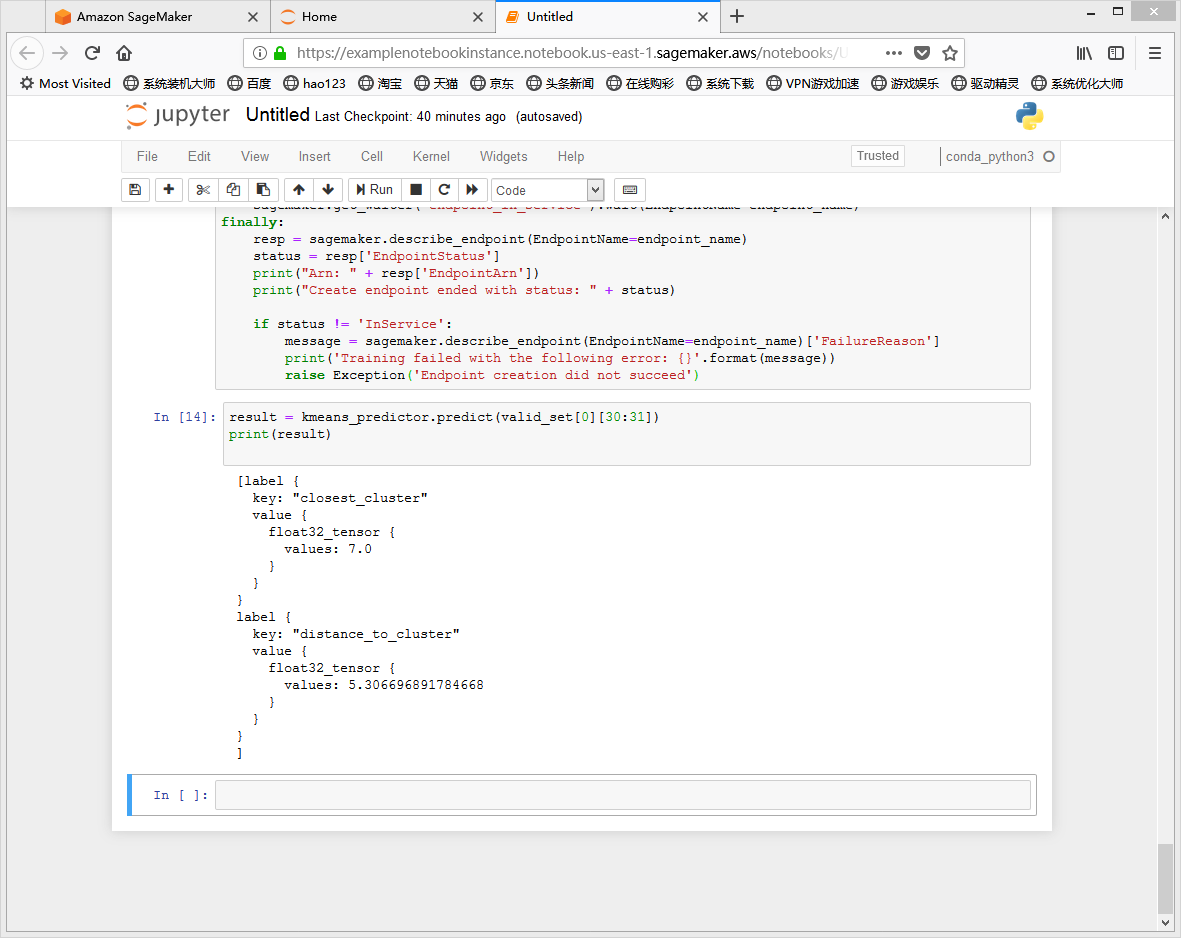 Amazon SageMaker
Home
Untitled
https://examplenotebookinstance.notebook.us-east-1.sagemaker.aws/notebooks/U
Most Visited 系统装机大师 百度 hao123 淘宝 天猫 京东 头条新闻 在线购彩 系统下载 VPN游戏加速 游戏娱乐 驱动精灵 系统优化大师
jupyter Untitled Last Checkpoint: 40 minutes ago (autosaved)
File Edit View Insert Cell Kernel Widgets Help Trusted conda_python3
Run Code
finally:
    resp = sagemaker.describe_endpoint(EndpointName=endpoint_name)
    status = resp['EndpointStatus']
    print("Arn: " + resp['EndpointArn'])
    print("Create endpoint ended with status: " + status)
    if status != 'InService':
        message = sagemaker.describe_endpoint(EndpointName=endpoint_name)['FailureReason']
        print('Training failed with the following error: {}'.format(message))
        raise Exception('Endpoint creation did not succeed')
In [14]: result = kmeans_predictor.predict(valid_set[0][30:31])
print(result)
[label {
  key: "closest_cluster"
  value {
    float32_tensor {
      values: 7.0
    }
  }
}
label {
  key: "distance_to_cluster"
  value {
    float32_tensor {
      values: 5.306696891784668
    }
  }
}
]
In [ ]: